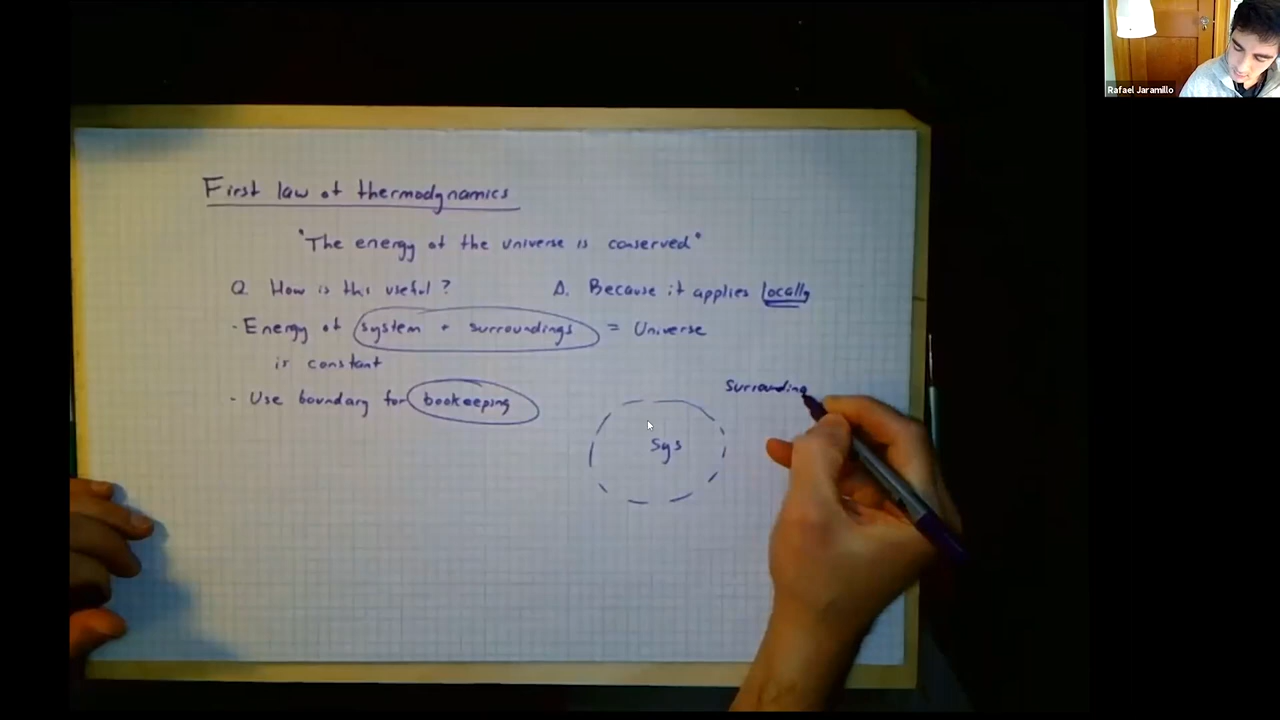 Rafael Jaramillo
First law of thermodynamics
"The energy of the universe is conserved"
Q. How is this useful? A. Because it applies locally
· Energy of system + surroundings = Universe
is constant
Surrounding
- Use boundary for bookeeping
Sys